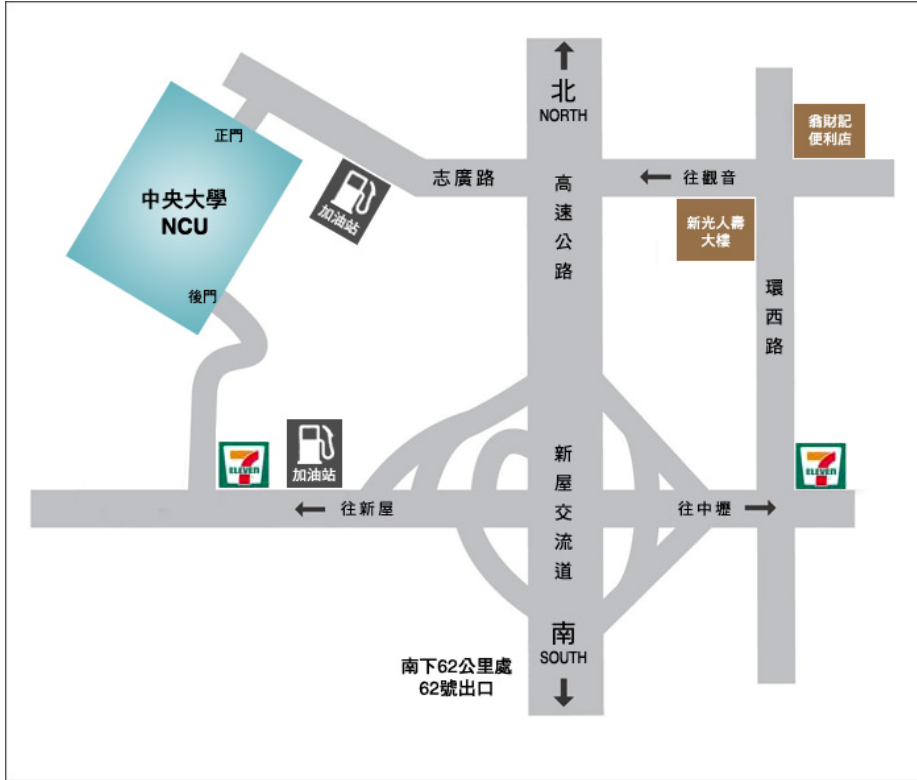 北
NORTH
翁財記
便利店
正門
志廣路
往觀音
加油站
中央大學
NCU
高速公路
新光人壽
大樓
後門
環西路
7
ELEVEN
加油站
新屋交流道
7
ELEVEN
往新屋
往中壢
南
SOUTH
南下62公里處
62號出口